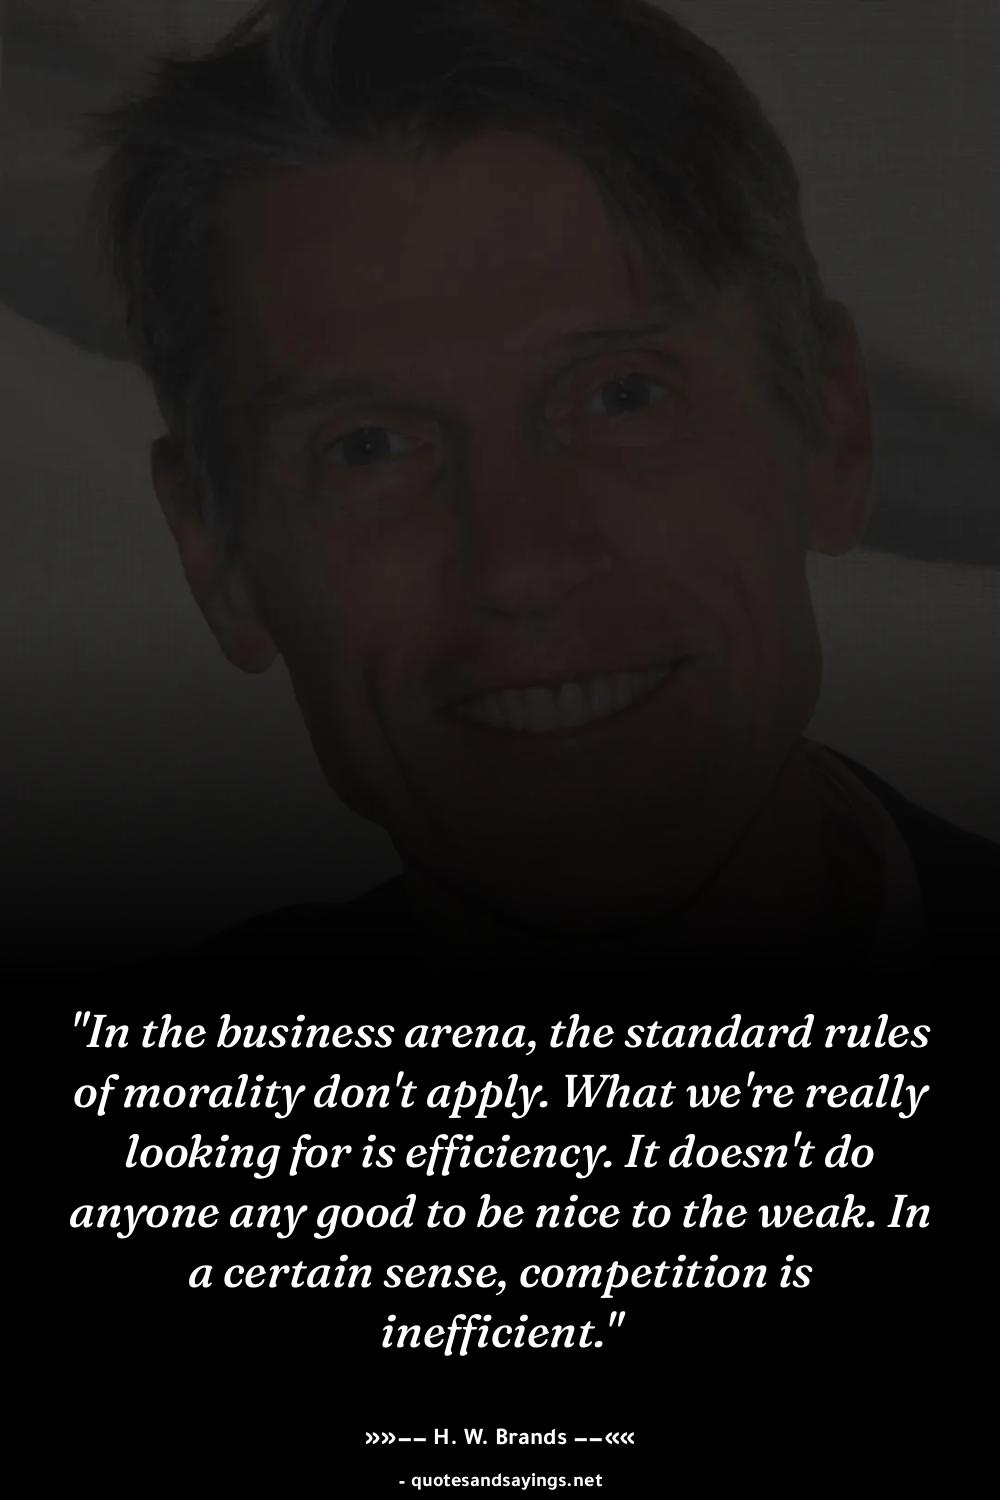 "In the business arena, the standard rules
of morality don't apply. What we're really
looking for is efficiency. It doesn't do
anyone any good to be nice to the weak. In
a certain sense, competition is
inefficient."
»»–– H. W. Brands ––««
- quotesandsayings.net